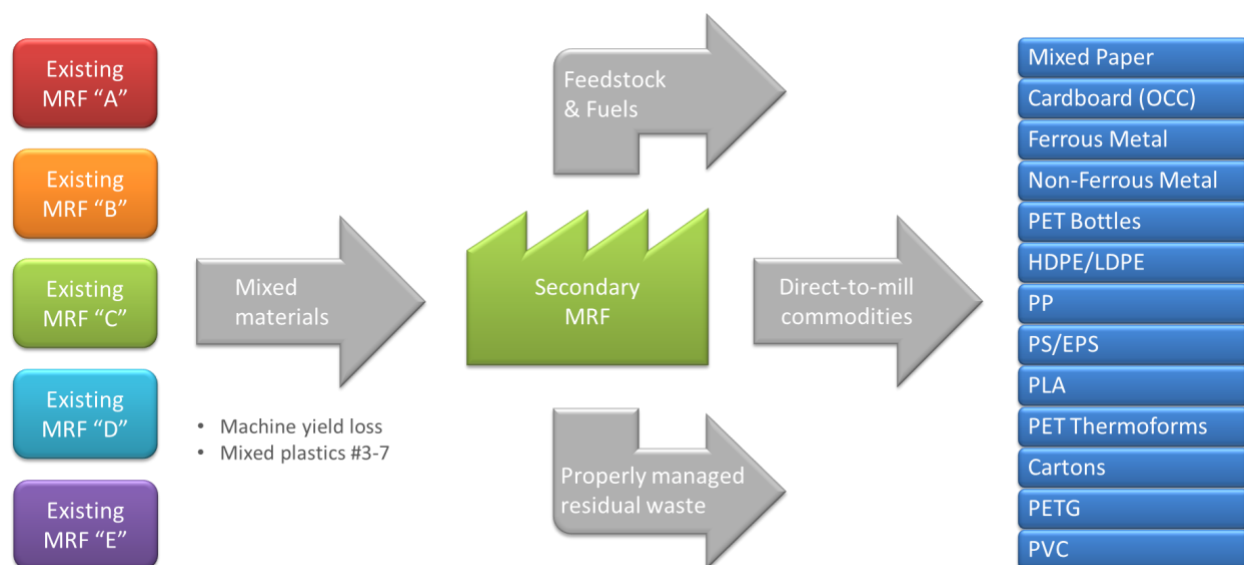 Existing
MRF “A”
Existing
MRF “B”
Existing
MRF “C”
Existing
MRF “D”
Existing
MRF “E”
Mixed
materials
• Machine yield loss
• Mixed plastics #3-7
Feedstock
& Fuels
Secondary
MRF
Properly managed
residual waste
Direct-to-mill
commodities
Mixed Paper
Cardboard (OCC)
Ferrous Metal
Non-Ferrous Metal
PET Bottles
HDPE/LDPE
PP
PS/EPS
PLA
PET Thermoforms
Cartons
PETG
PVC